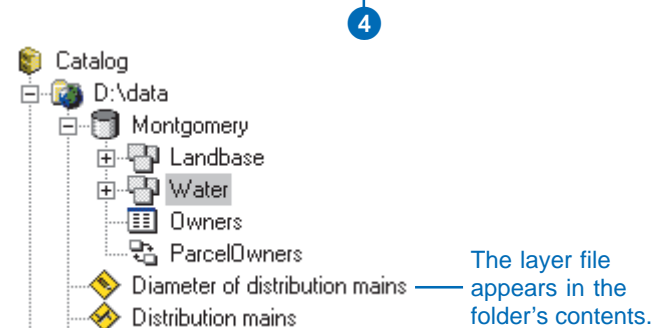 4
Catalog
D:\data
Montgomery
Landbase
Water
Owners
ParcelOwners
Diameter of distribution mains
Distribution mains
The layer file
appears in the
folder's contents.